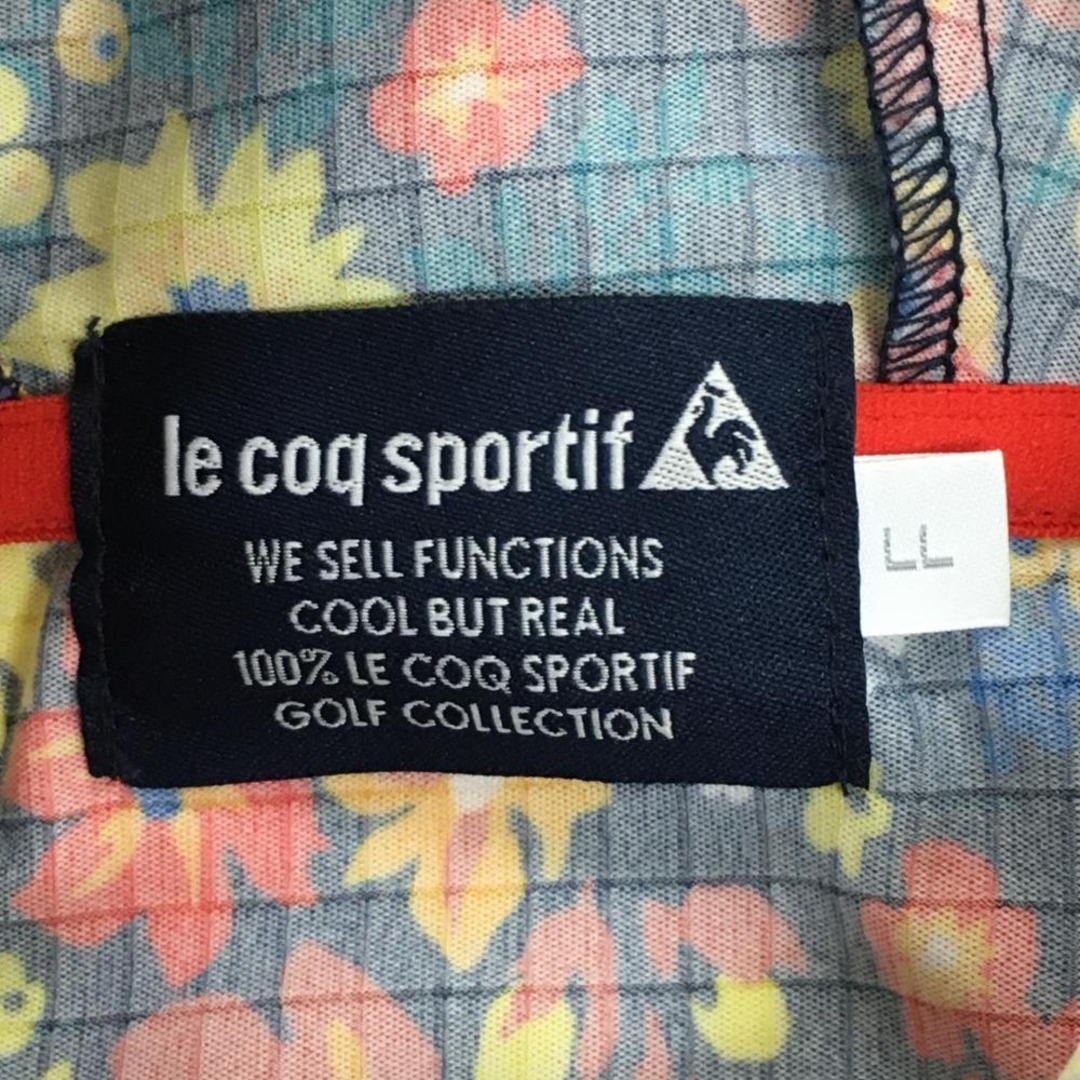 le coq sportif
WE SELL FUNCTIONS
COOL BUT REAL
100% LE COQ SPORTIF
GOLF COLLECTION
LL